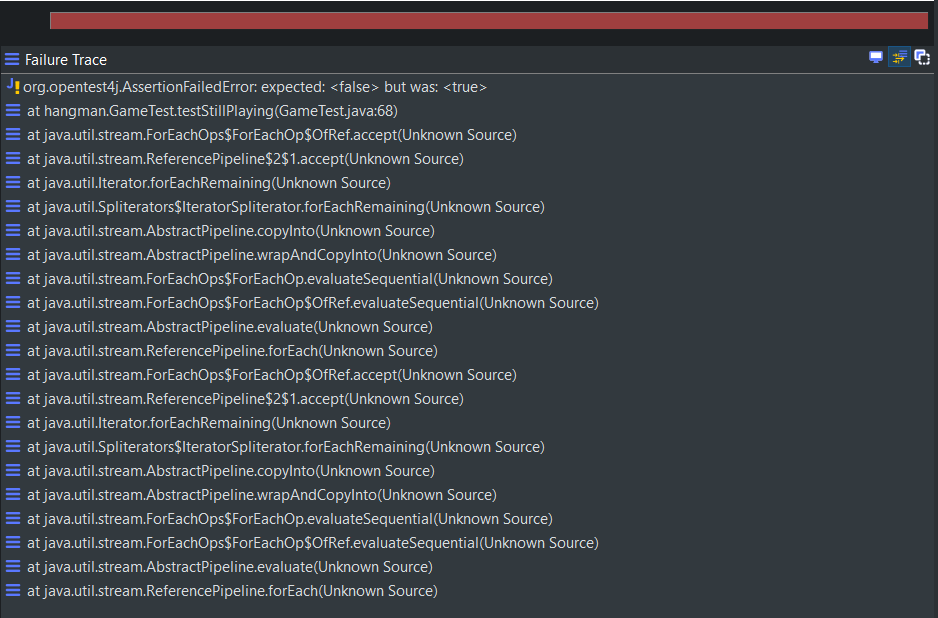 Failure Trace
org.opentest4j.AssertionFailedError: expected: <false> but was: <true>
at hangman.GameTest.testStillPlaying(GameTest.java:68)
at java.util.stream.ForEachOps$ForEachOp$OfRef.accept(Unknown Source)
at java.util.stream.ReferencePipeline$2$1.accept(Unknown Source)
at java.util.Iterator.forEachRemaining(Unknown Source)
at java.util.Spliterators$IteratorSpliterator.forEachRemaining(Unknown Source)
at java.util.stream.AbstractPipeline.copyInto(Unknown Source)
at java.util.stream.AbstractPipeline.wrapAndCopyInto(Unknown Source)
at java.util.stream.ForEachOps$ForEachOp.evaluateSequential(Unknown Source)
at java.util.stream.ForEachOps$ForEachOp$OfRef.evaluateSequential(Unknown Source)
at java.util.stream.AbstractPipeline.evaluate(Unknown Source)
at java.util.stream.ReferencePipeline.forEach(Unknown Source)
at java.util.stream.ForEachOps$ForEachOp$OfRef.accept(Unknown Source)
at java.util.stream.ReferencePipeline$2$1.accept(Unknown Source)
at java.util.Iterator.forEachRemaining(Unknown Source)
at java.util.Spliterators$IteratorSpliterator.forEachRemaining(Unknown Source)
at java.util.stream.AbstractPipeline.copyInto(Unknown Source)
at java.util.stream.AbstractPipeline.wrapAndCopyInto(Unknown Source)
at java.util.stream.ForEachOps$ForEachOp.evaluateSequential(Unknown Source)
at java.util.stream.ForEachOps$ForEachOp$OfRef.evaluateSequential(Unknown Source)
at java.util.stream.AbstractPipeline.evaluate(Unknown Source)
at java.util.stream.ReferencePipeline.forEach(Unknown Source)